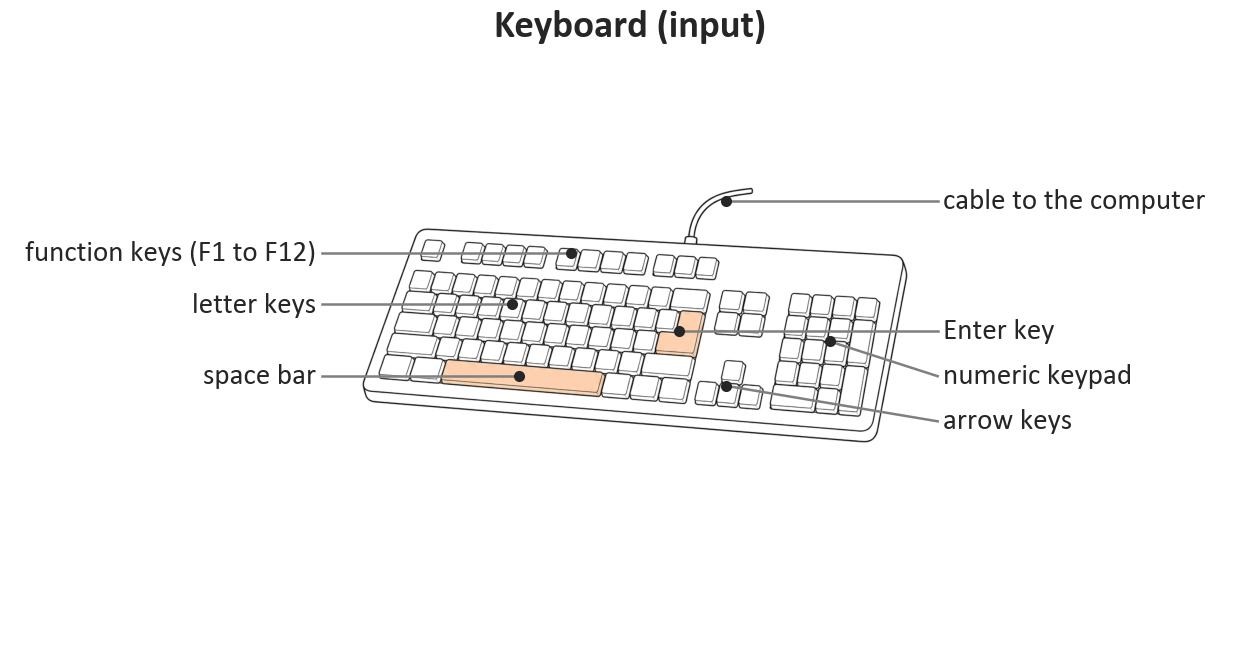 Keyboard (input)
cable to the computer
function keys (F1 to F12)
letter keys
Enter key
space bar
numeric keypad
arrow keys